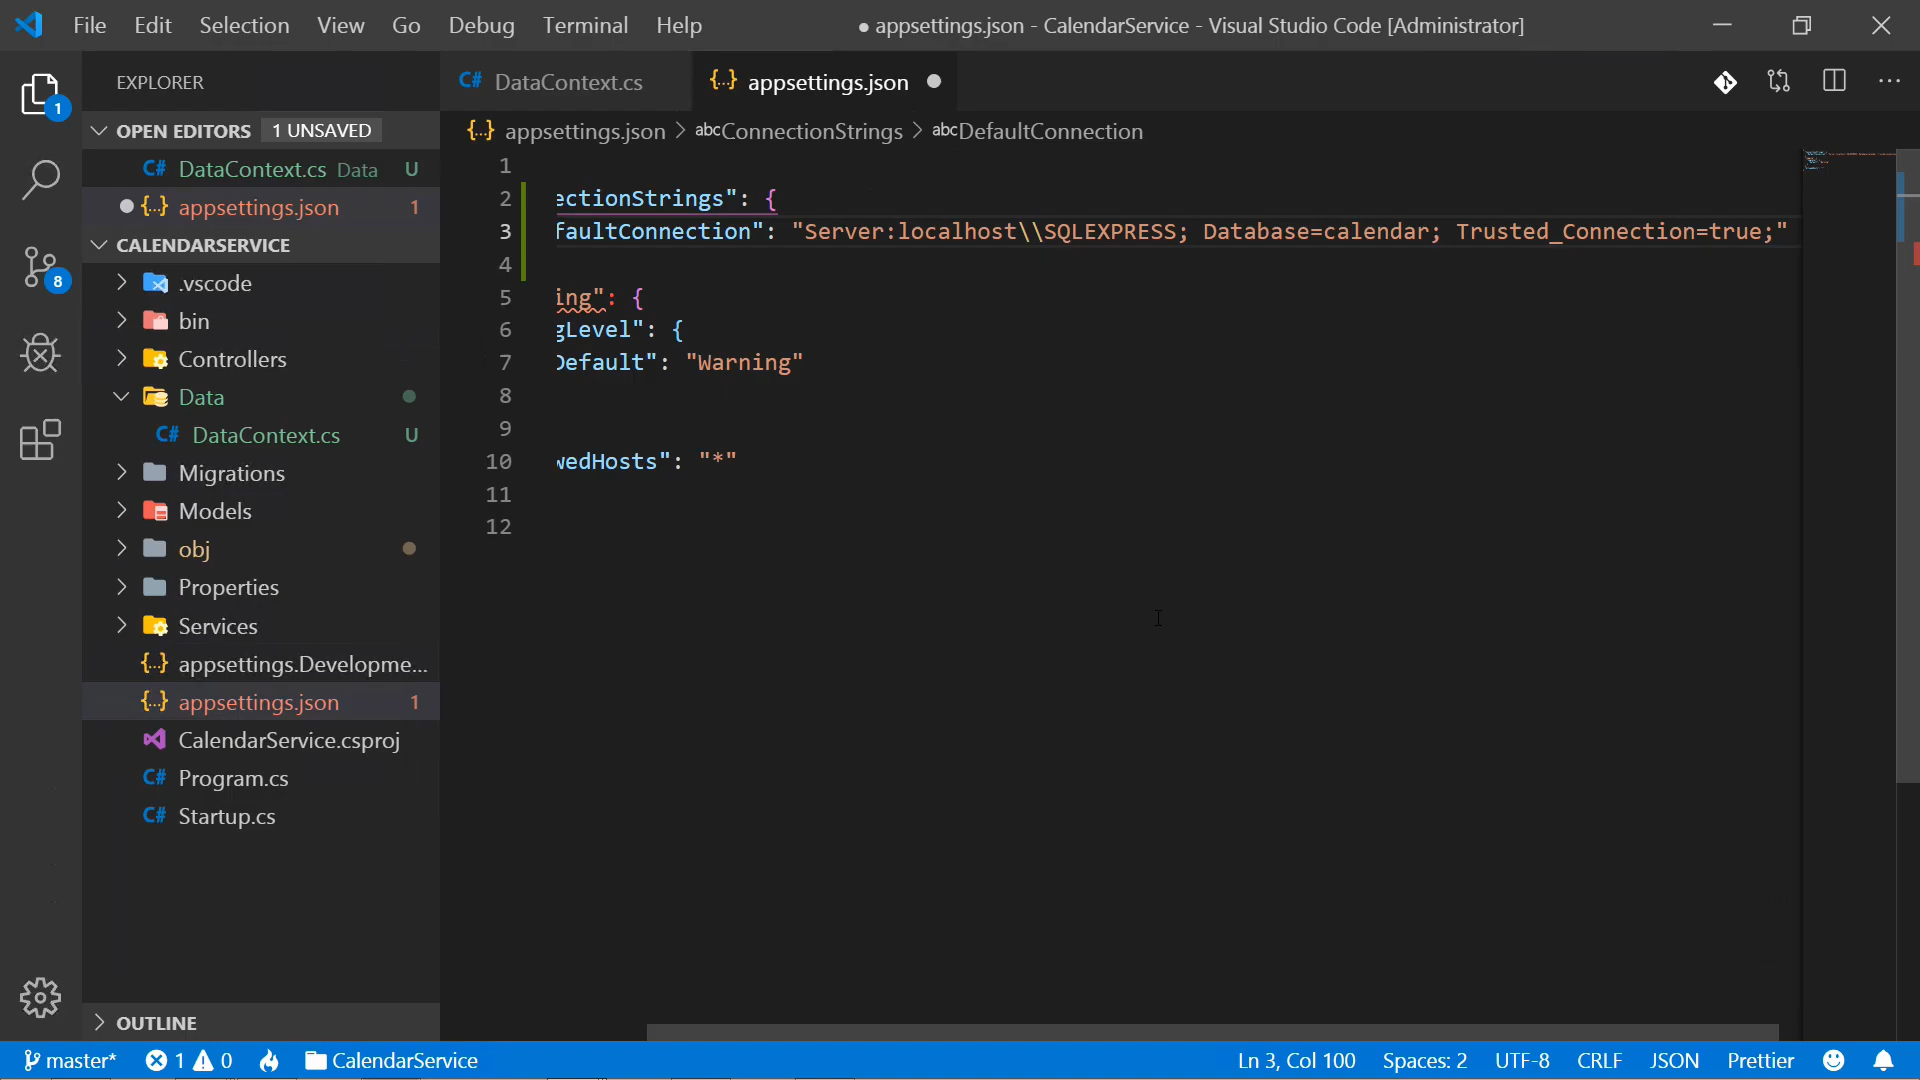 File Edit Selection View Go Debug Terminal Help
● appsettings.json - CalendarService - Visual Studio Code [Administrator]
EXPLORER
OPEN EDITORS 1 UNSAVED
C# DataContext.cs Data U
{..} appsettings.json 1
CALENDARSERVICE
.vscode
bin
Controllers
Data
C# DataContext.cs U
Migrations
Models
obj
Properties
Services
{..} appsettings.Developme...
{..} appsettings.json 1
CalendarService.csproj
C# Program.cs
C# Startup.cs
OUTLINE
1
8
C# DataContext.cs
{..} appsettings.json
{..} appsettings.json > abcConnectionStrings > abcDefaultConnection
1
2 ectionStrings": {
3 faultConnection": "Server:localhost\\SQLEXPRESS; Database=calendar; Trusted_Connection=true;"
4
5 ing": {
6 gLevel": {
7 Default": "Warning"
8
9
10 wedHosts": "*"
11
12
master* 1 0 CalendarService
Ln 3, Col 100 Spaces: 2 UTF-8 CRLF JSON Prettier